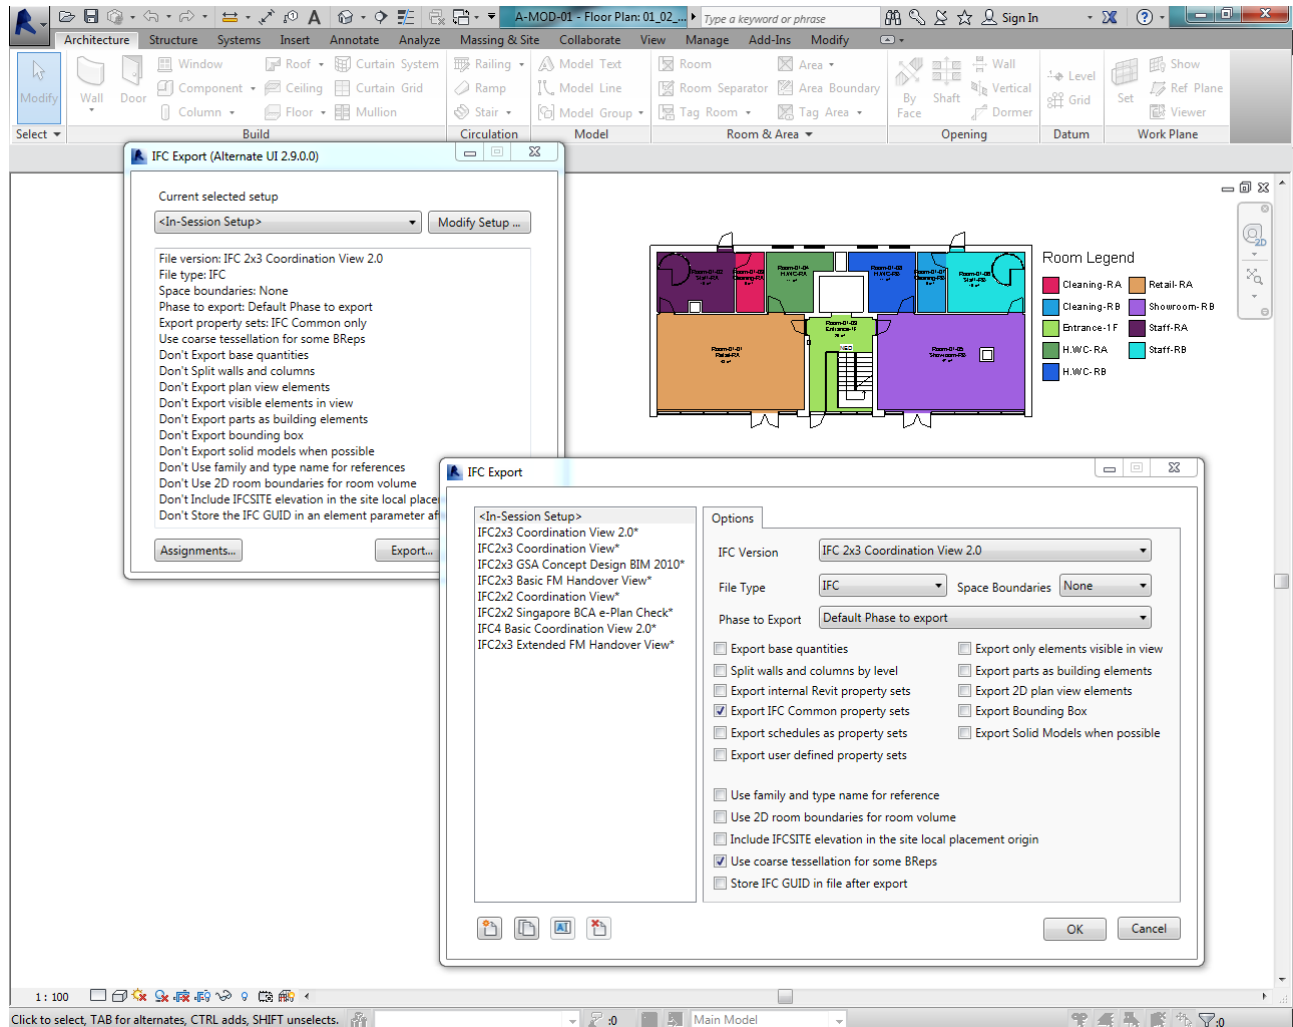 A-MOD-01 - Floor Plan: 01_02_...
Type a keyword or phrase
Sign In
Architecture Structure Systems Insert Annotate Analyze Massing & Site Collaborate View Manage Add-Ins Modify
Window Roof Curtain System Railing Model Text Room Area Wall Show
Component Ceiling Curtain Grid Ramp Model Line Room Separator Area Boundary Vertical Level Ref Plane
Modify Wall Door Column Floor Mullion Stair Model Group Tag Room Tag Area By Face Shaft Dormer Grid Set Viewer
Select Build Circulation Model Room & Area Opening Datum Work Plane
IFC Export (Alternate UI 2.9.0.0)
Current selected setup
<In-Session Setup> Modify Setup ...
File version: IFC 2x3 Coordination View 2.0
File type: IFC
Space boundaries: None
Phase to export: Default Phase to export
Export property sets: IFC Common only
Use coarse tessellation for some BReps
Don't Export base quantities
Don't Split walls and columns
Don't Export plan view elements
Don't Export visible elements in view
Don't Export parts as building elements
Don't Export bounding box
Don't Export solid models when possible
Don't Use family and type name for references
Don't Use 2D room boundaries for room volume
Don't Include IFCSITE elevation in the site local place
Don't Store the IFC GUID in an element parameter af
Assignments... Export...
2D
Room Legend
Cleaning-RA Retail-RA
Cleaning-RB Showroom-RB
Entrance-1F Staff-RA
H.WC-RA Staff-RB
H.WC-RB
IFC Export
<In-Session Setup>
IFC2x3 Coordination View 2.0*
IFC2x3 Coordination View*
IFC2x3 GSA Concept Design BIM 2010*
IFC2x3 Basic FM Handover View*
IFC2x2 Coordination View*
IFC2x2 Singapore BCA e-Plan Check*
IFC4 Basic Coordination View 2.0*
IFC2x3 Extended FM Handover View*
Options
IFC Version IFC 2x3 Coordination View 2.0
File Type IFC Space Boundaries None
Phase to Export Default Phase to export
Export base quantities Export only elements visible in view
Split walls and columns by level Export parts as building elements
Export internal Revit property sets Export 2D plan view elements
Export IFC Common property sets Export Bounding Box
Export schedules as property sets Export Solid Models when possible
Export user defined property sets
Use family and type name for reference
Use 2D room boundaries for room volume
Include IFCSITE elevation in the site local placement origin
Use coarse tessellation for some BReps
Store IFC GUID in file after export
OK Cancel
1 : 100
Click to select, TAB for alternates, CTRL adds, SHIFT unselects. :0 Main Model :0